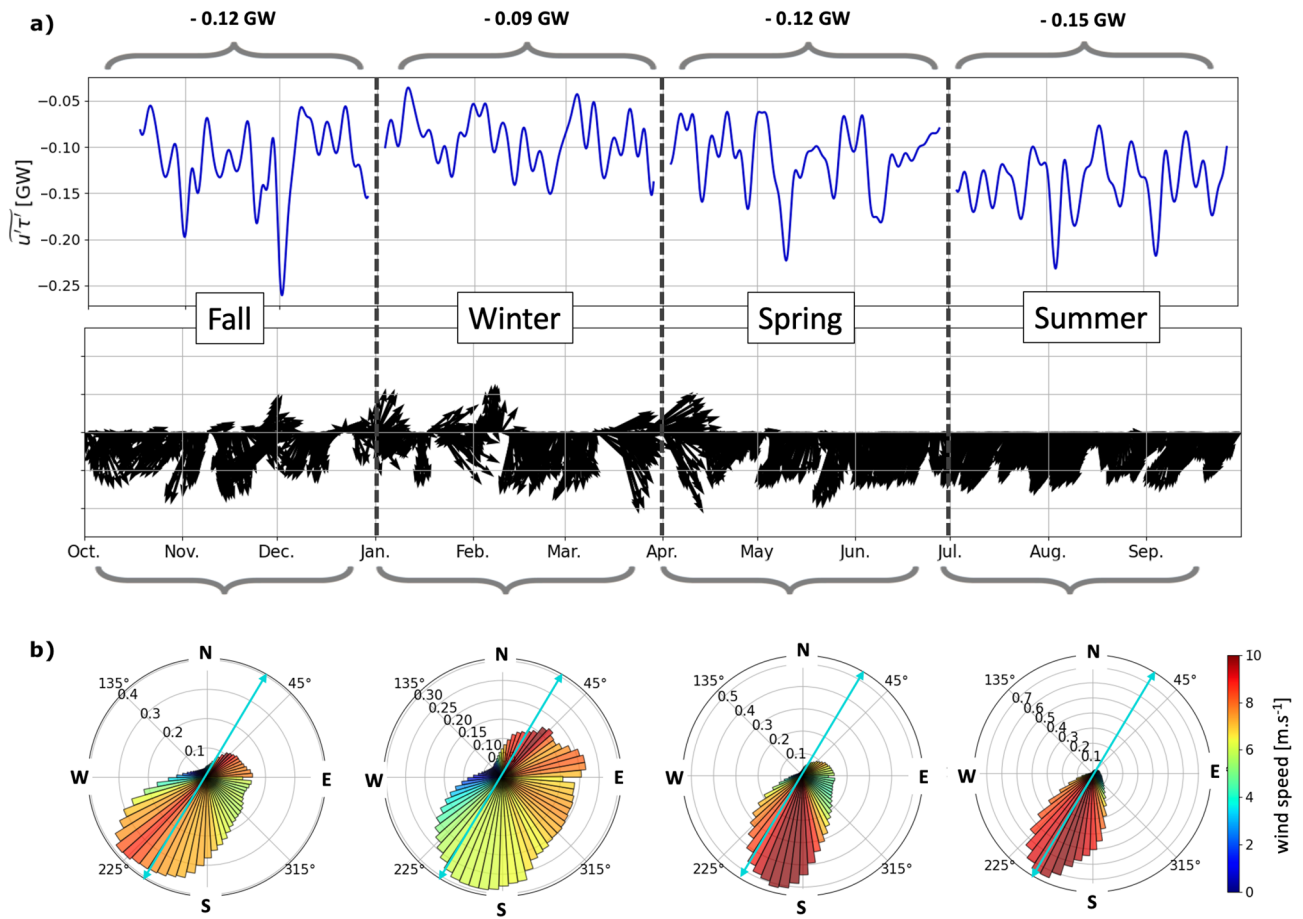 a)
- 0.12 GW
- 0.09 GW
- 0.12 GW
- 0.15 GW
−0.05
−0.10
−0.15
−0.20
−0.25
u′τ′ [GW]
Fall
Winter
Spring
Summer
Oct.
Nov.
Dec.
Jan.
Feb.
Mar.
Apr.
May
Jun.
Jul.
Aug.
Sep.
b)
N
135°
45°
0.4
0.3
0.2
0.1
W
E
225°
315°
S
N
135°
45°
0.30
0.25
0.20
0.15
0.10
W
E
225°
315°
S
N
135°
45°
0.5
0.4
0.3
0.2
0.1
W
E
225°
315°
S
N
135°
45°
0.7
0.6
0.5
0.4
0.3
0.2
0.1
W
E
225°
315°
S
10
8
6
4
2
0
wind speed [m.s-1]